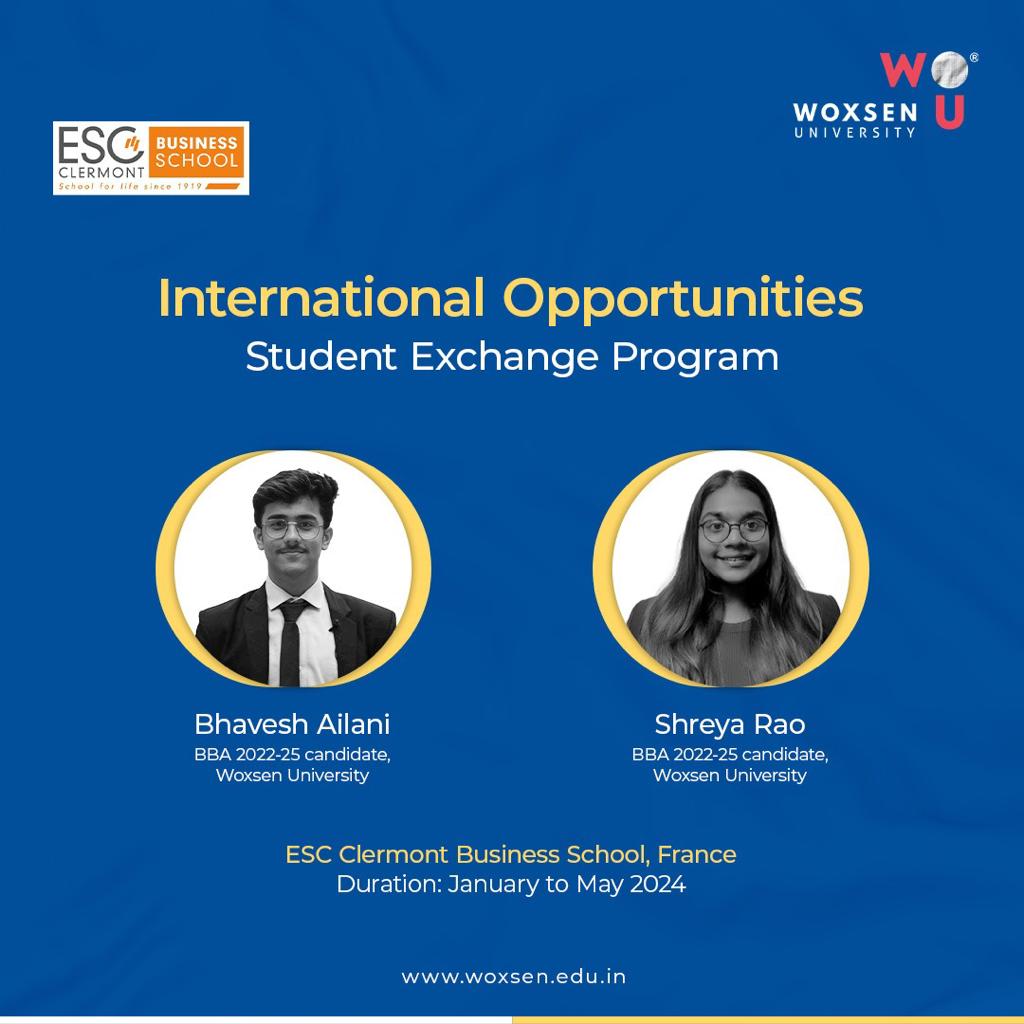 ESC
CLERMONT
BUSINESS
SCHOOL
School for life since 1919
WO®
WOXSEN U
UNIVERSITY
International Opportunities
Student Exchange Program
Bhavesh Ailani
BBA 2022-25 candidate,
Woxsen University
Shreya Rao
BBA 2022-25 candidate,
Woxsen University
ESC Clermont Business School, France
Duration: January to May 2024
www.woxsen.edu.in